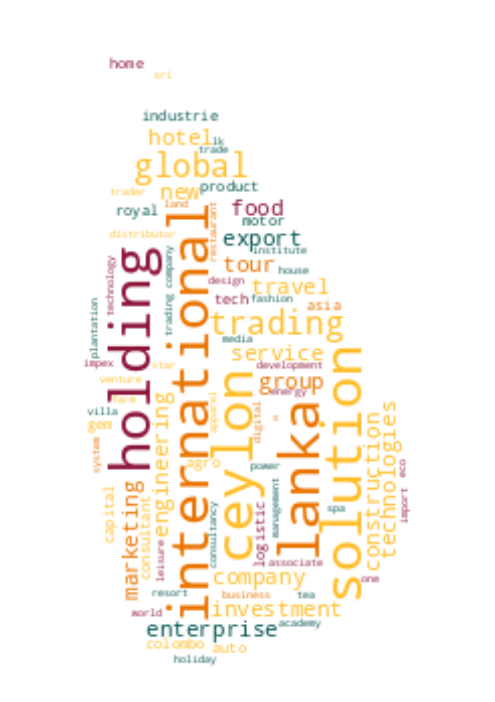 home
sri
industrie
hotel
lk
trade
global
trader
new
product
royal
land
restaurant
food
motor
distributor
export
institute
holding
international
technology
trading company
tour
house
design
travel
plantation
tech
fashion
asia
trading
media
service
impex
star
development
venture
group
energy
farm
villa
gem
engineering
apparel
ceylon
digital
lanka
solution
construction
technologies
system
agro
power
eco
import
capital
marketing
consultant
leisure
consultancy
logistic
management
spa
associate
company
one
resort
business
tea
world
investment
enterprise
academy
colombo
auto
holiday